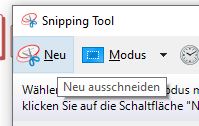 Snipping Tool
Neu Modus
Neu ausschneiden
Wählen
klicken Sie auf die Schaltfläche "N